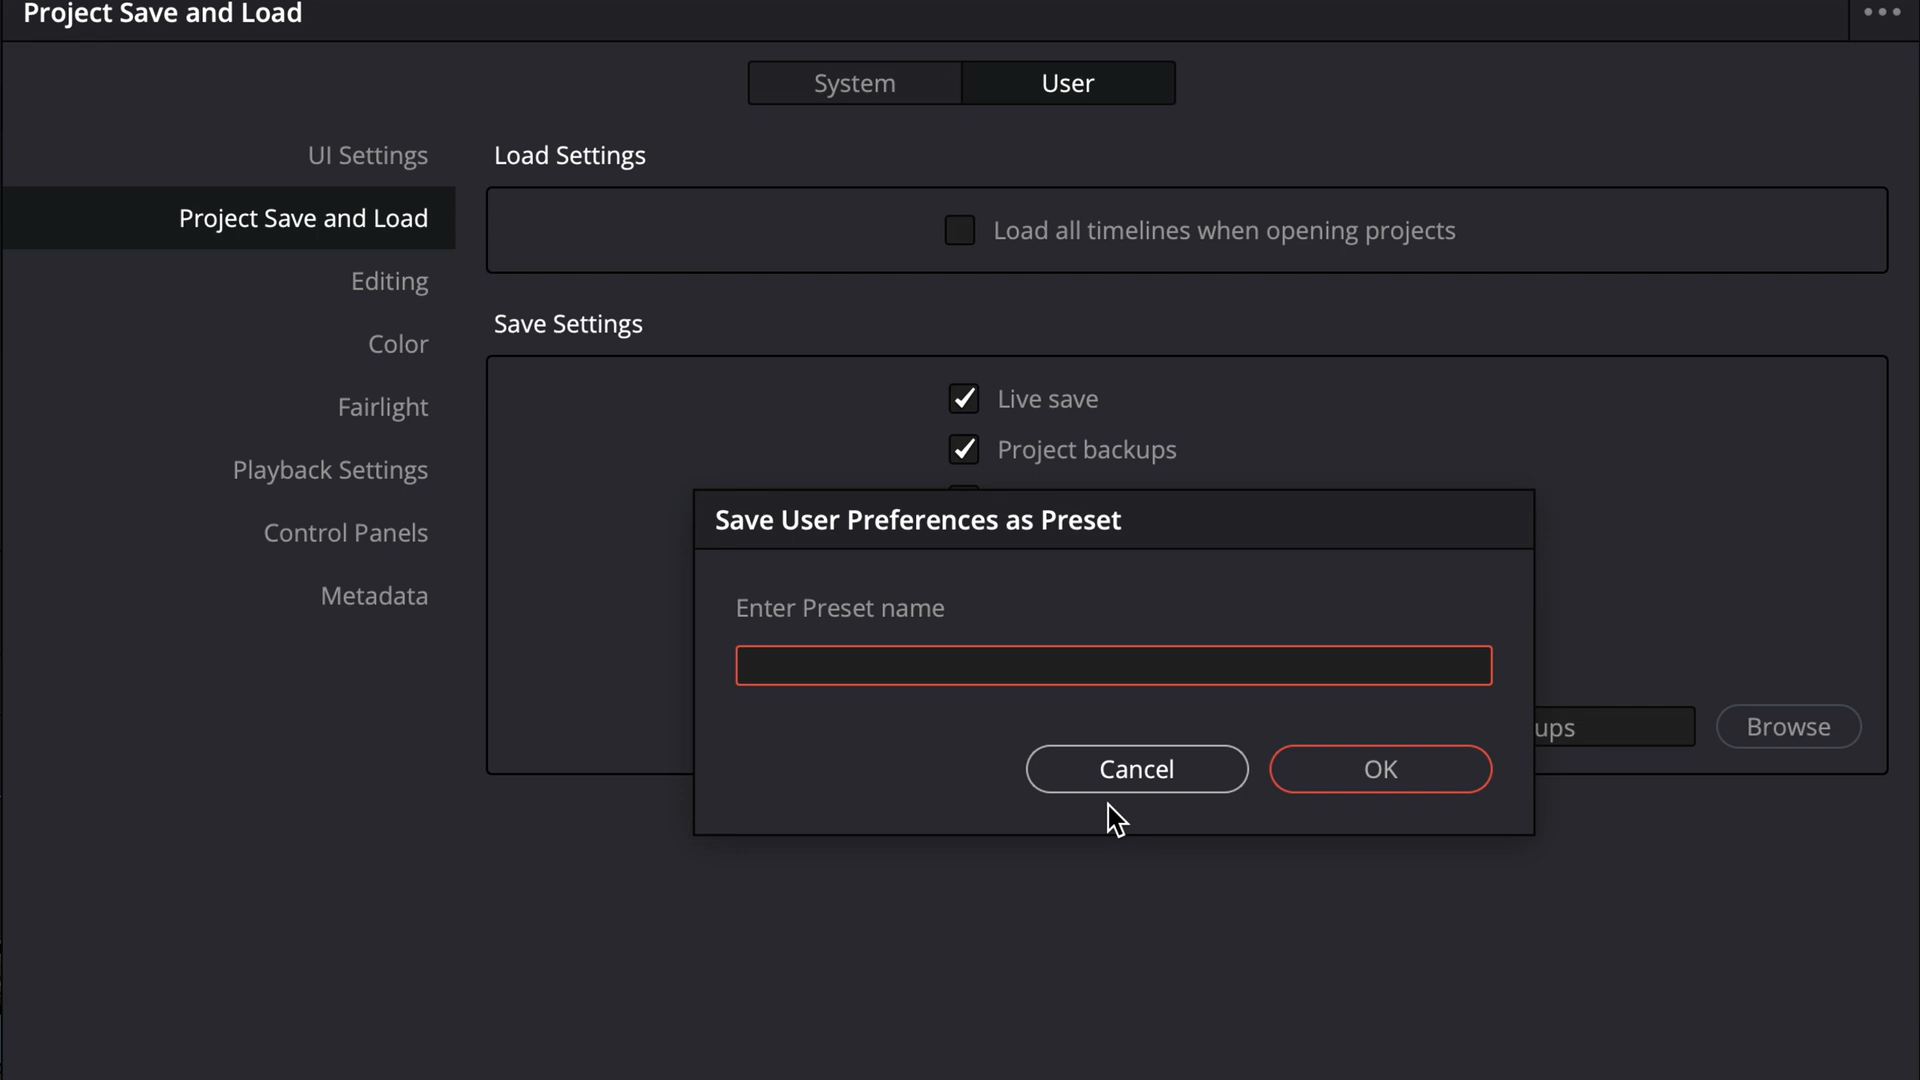 Project Save and Load
System
User
UI Settings
Project Save and Load
Editing
Color
Fairlight
Playback Settings
Control Panels
Metadata
Load Settings
Load all timelines when opening projects
Save Settings
Live save
Project backups
Save User Preferences as Preset
Enter Preset name
Cancel
OK
ups
Browse